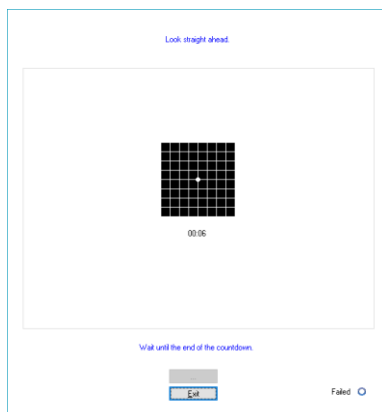 Look straight ahead.
00:06
Wait until the end of the countdown.
...
Exit
Failed